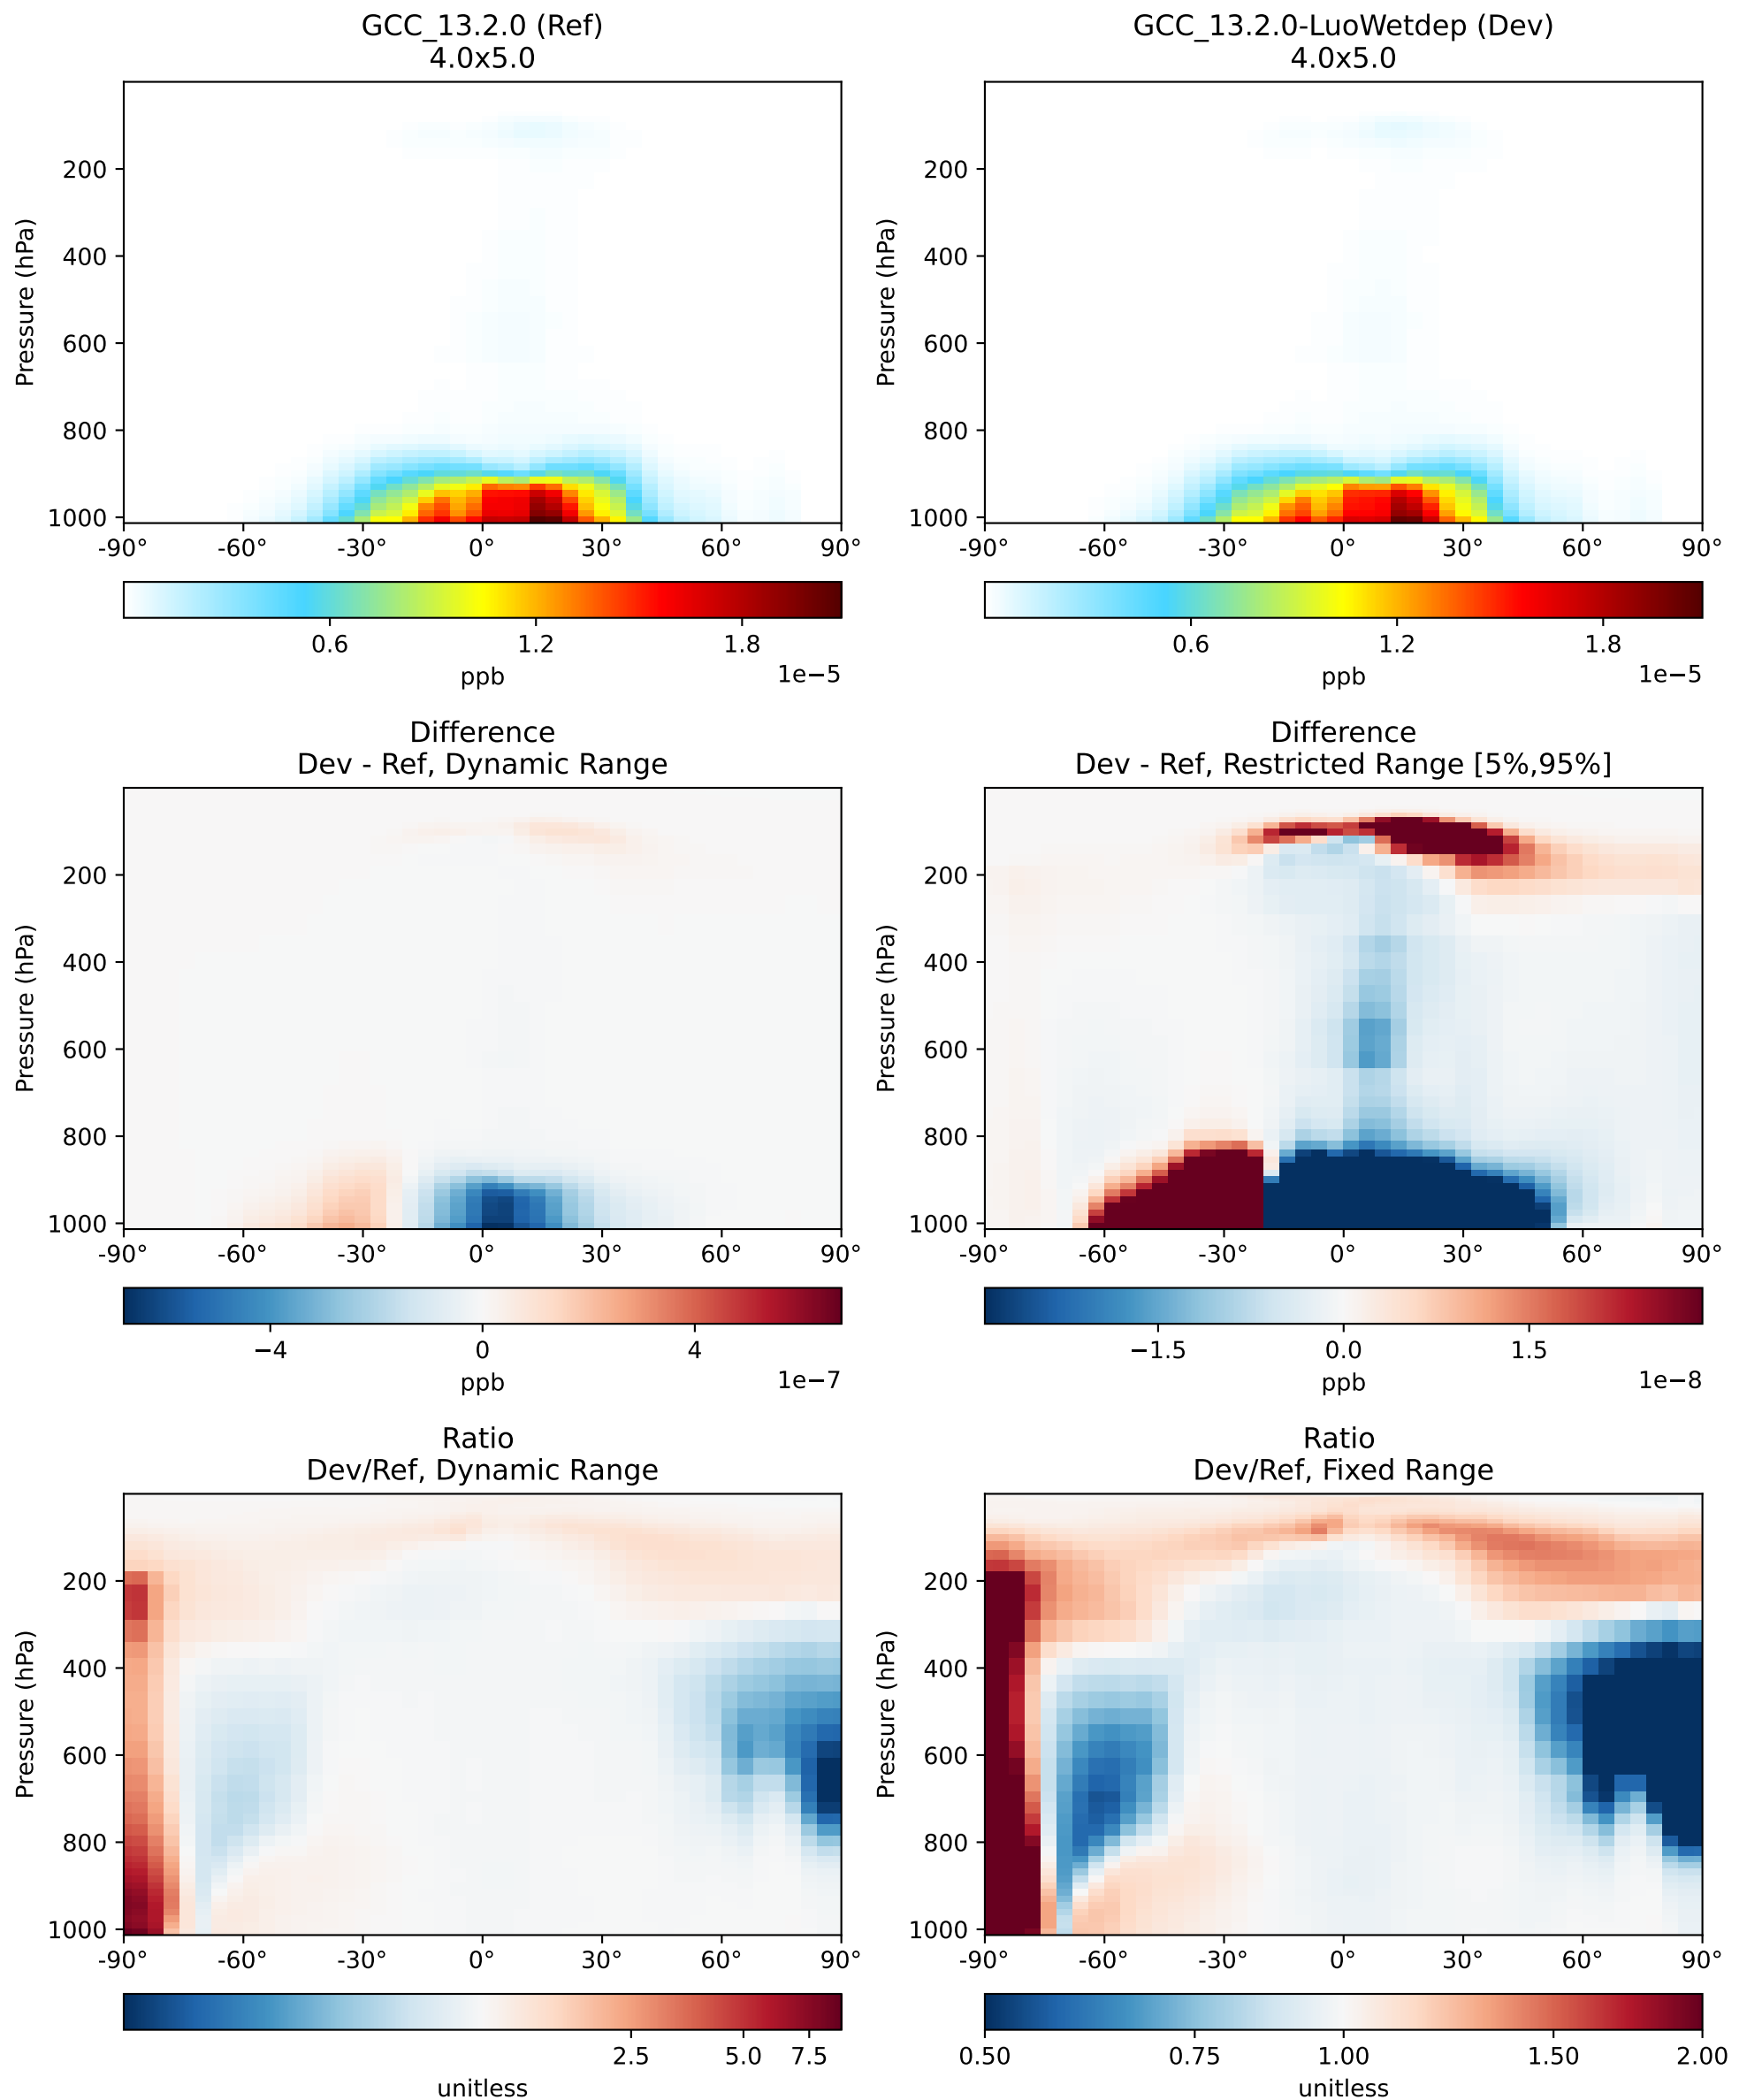 GCC_13.2.0 (Ref)
4.0x5.0
Pressure (hPa)
200
400
600
800
1000
-90° -60° -30° 0° 30° 60° 90°
0.6 1.2 1.8
ppb
1e−5
GCC_13.2.0-LuoWetdep (Dev)
4.0x5.0
Pressure (hPa)
200
400
600
800
1000
-90° -60° -30° 0° 30° 60° 90°
0.6 1.2 1.8
ppb
1e−5
Difference
Dev - Ref, Dynamic Range
Pressure (hPa)
200
400
600
800
1000
-90° -60° -30° 0° 30° 60° 90°
−4 0 4
ppb
1e−7
Difference
Dev - Ref, Restricted Range [5%,95%]
Pressure (hPa)
200
400
600
800
1000
-90° -60° -30° 0° 30° 60° 90°
−1.5 0.0 1.5
ppb
1e−8
Ratio
Dev/Ref, Dynamic Range
Pressure (hPa)
200
400
600
800
1000
-90° -60° -30° 0° 30° 60° 90°
2.5 5.0 7.5
unitless
Ratio
Dev/Ref, Fixed Range
Pressure (hPa)
200
400
600
800
1000
-90° -60° -30° 0° 30° 60° 90°
0.50 0.75 1.00 1.50 2.00
unitless